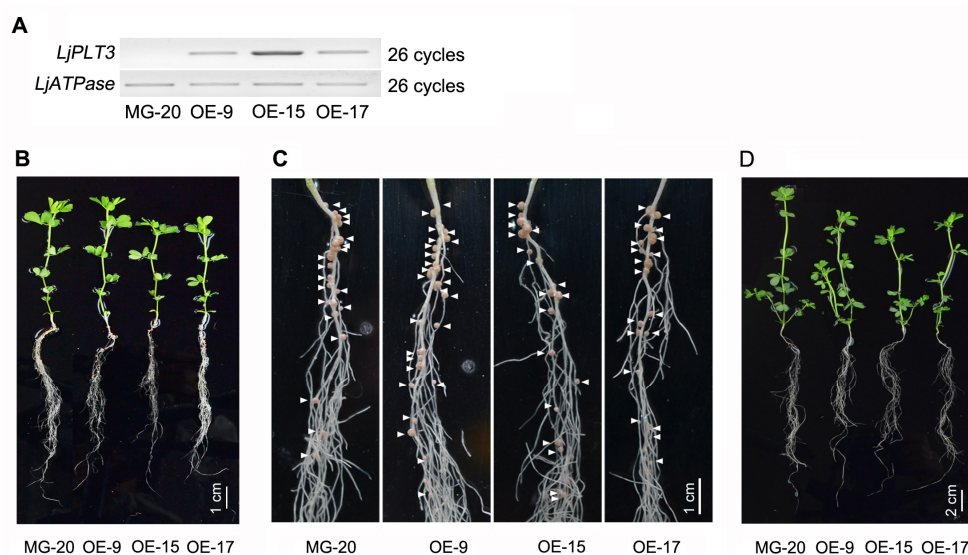 A
LjPLT3 26 cycles
LjATPase 26 cycles
MG-20 OE-9 OE-15 OE-17
B
C
D
1 cm
1 cm
2 cm
MG-20 OE-9 OE-15 OE-17
MG-20 OE-9 OE-15 OE-17
MG-20 OE-9 OE-15 OE-17